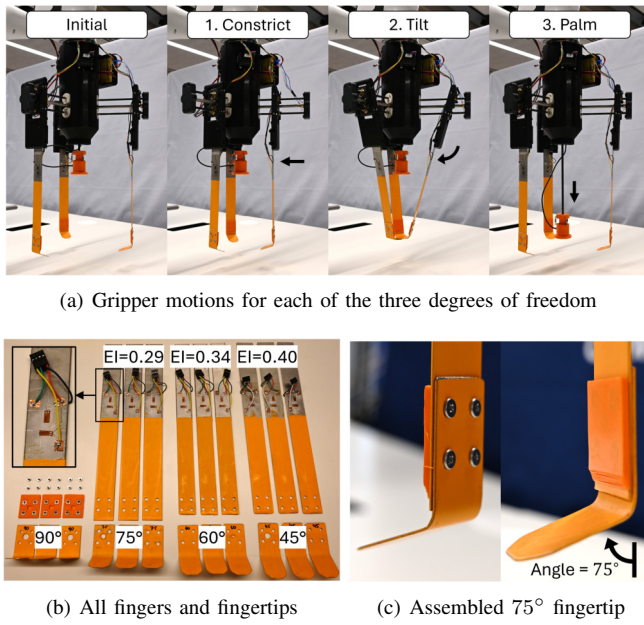 Initial
1. Constrict
2. Tilt
3. Palm
(a) Gripper motions for each of the three degrees of freedom
EI=0.29
EI=0.34
EI=0.40
90°
75°
60°
45°
Angle = 75°
(b) All fingers and fingertips
(c) Assembled 75° fingertip